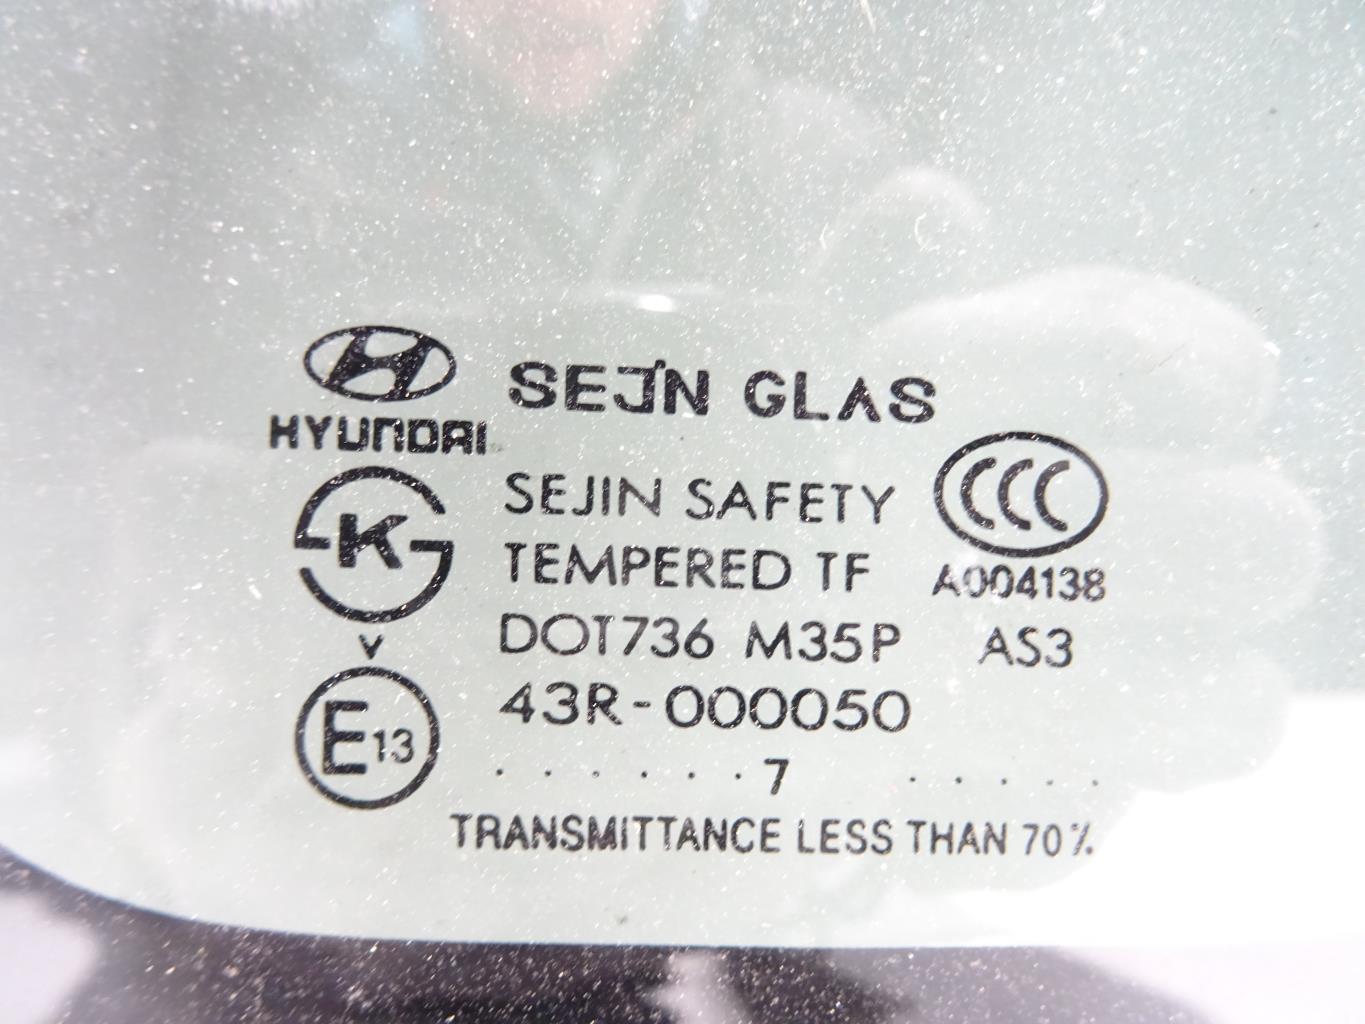 HYUNDAI
SEJIN GLAS
K
SEJIN SAFETY
TEMPERED TF
CCC
A004138
DOT736 M35P AS3
V
E13
43R-000050
. . . . . . . 7 . . . . .
TRANSMITTANCE LESS THAN 70%